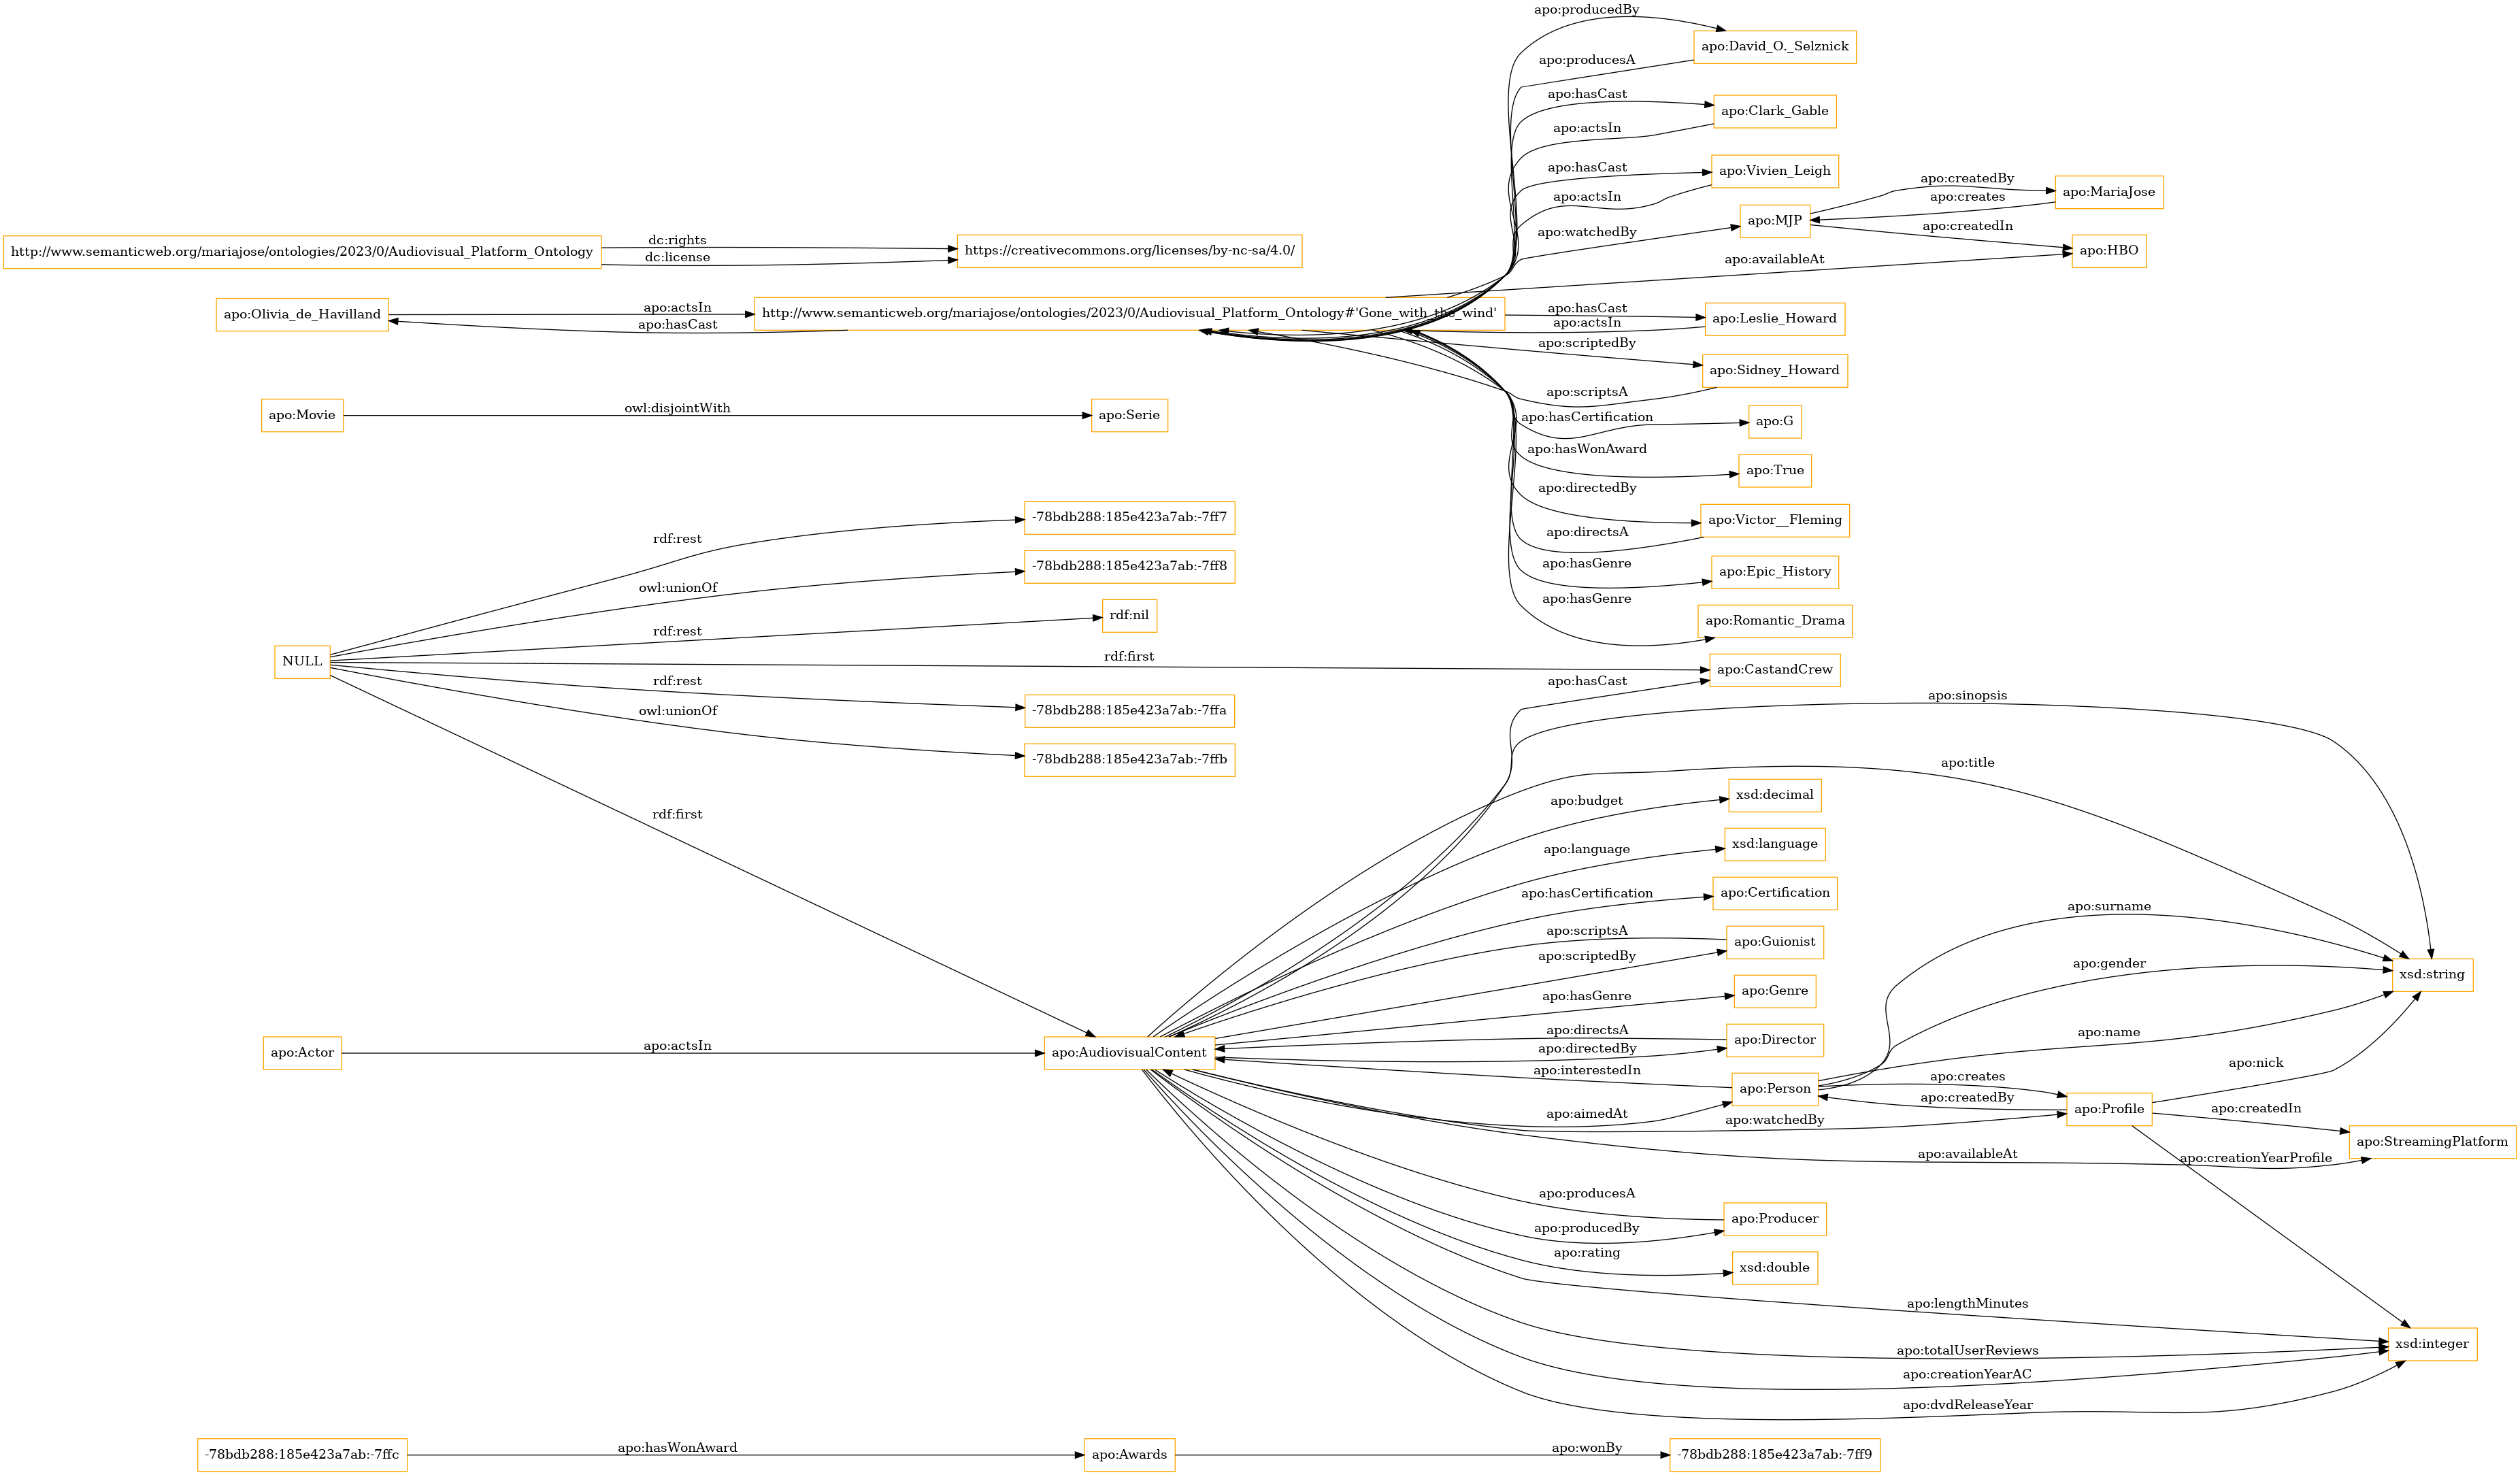 apo:producedBy
apo:David_O._Selznick
apo:producesA
apo:hasCast
apo:Clark_Gable
apo:actsIn
apo:hasCast
apo:Vivien_Leigh
apo:actsIn
apo:createdBy
apo:MariaJose
apo:creates
apo:MJP
apo:watchedBy
apo:createdIn
apo:HBO
http://www.semanticweb.org/mariajose/ontologies/2023/0/Audiovisual_Platform_Ontology
dc:rights
dc:license
https://creativecommons.org/licenses/by-nc-sa/4.0/
apo:availableAt
apo:Olivia_de_Havilland
apo:actsIn
apo:hasCast
http://www.semanticweb.org/mariajose/ontologies/2023/0/Audiovisual_Platform_Ontology#'Gone_with_the_wind'
apo:hasCast
apo:Leslie_Howard
apo:actsIn
apo:scriptedBy
apo:Sidney_Howard
apo:scriptsA
apo:Movie
owl:disjointWith
apo:Serie
apo:hasCertification
apo:G
apo:hasWonAward
apo:True
apo:directedBy
apo:Victor__Fleming
apo:directsA
apo:hasGenre
apo:Epic_History
apo:hasGenre
apo:Romantic_Drama
NULL
rdf:rest
-78bdb288:185e423a7ab:-7ff7
owl:unionOf
-78bdb288:185e423a7ab:-7ff8
rdf:rest
rdf:nil
rdf:first
apo:CastandCrew
rdf:rest
-78bdb288:185e423a7ab:-7ffa
owl:unionOf
-78bdb288:185e423a7ab:-7ffb
rdf:first
apo:hasCast
apo:sinopsis
apo:title
apo:budget
xsd:decimal
apo:language
xsd:language
apo:hasCertification
apo:Certification
apo:scriptsA
apo:Guionist
apo:scriptedBy
apo:hasGenre
apo:Genre
apo:surname
apo:gender
xsd:string
apo:name
apo:nick
apo:Actor
apo:actsIn
apo:AudiovisualContent
apo:directsA
apo:Director
apo:directedBy
apo:interestedIn
apo:Person
apo:creates
apo:createdBy
apo:Profile
apo:aimedAt
apo:watchedBy
apo:createdIn
apo:StreamingPlatform
apo:availableAt
apo:creationYearProfile
apo:producesA
apo:Producer
apo:producedBy
apo:rating
xsd:double
apo:lengthMinutes
apo:totalUserReviews
xsd:integer
apo:creationYearAC
apo:dvdReleaseYear
-78bdb288:185e423a7ab:-7ffc
apo:hasWonAward
apo:Awards
apo:wonBy
-78bdb288:185e423a7ab:-7ff9